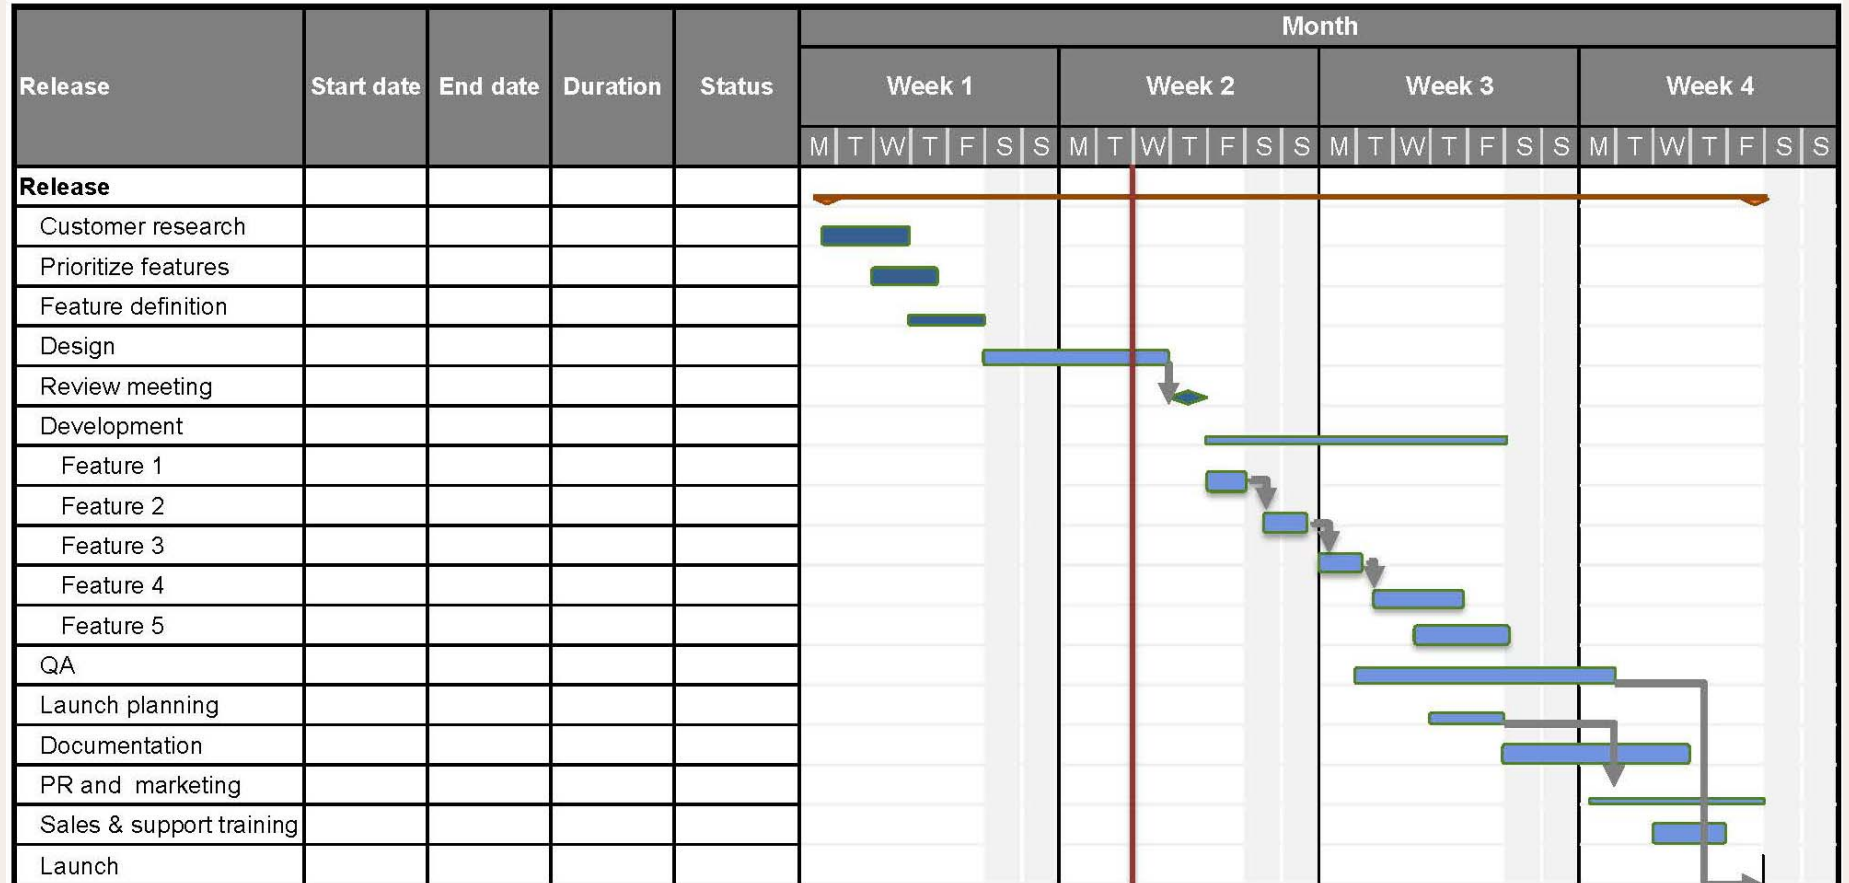 Month
Release Start date End date Duration Status Week 1 Week 2 Week 3 Week 4
M T W T F S S M T W T F S S M T W T F S S M T W T F S S
Release
Customer research
Prioritize features
Feature definition
Design
Review meeting
Development
Feature 1
Feature 2
Feature 3
Feature 4
Feature 5
QA
Launch planning
Documentation
PR and  marketing
Sales & support training
Launch